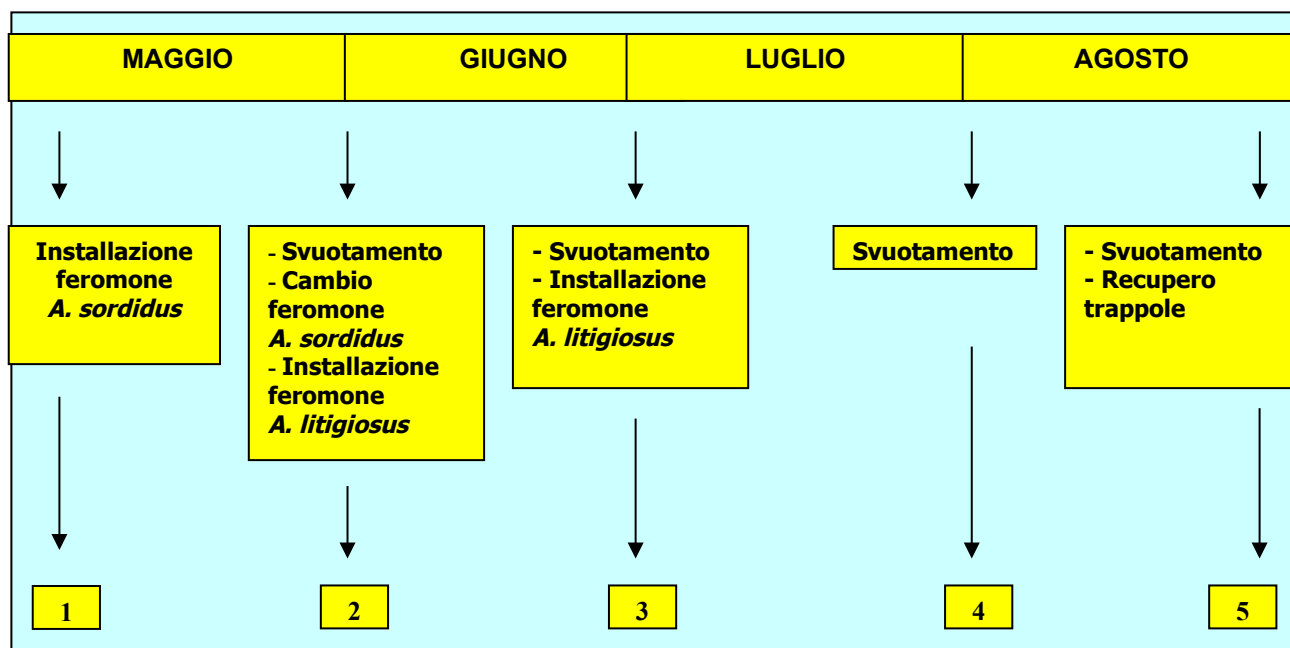 MAGGIO GIUGNO LUGLIO AGOSTO
Installazione
feromone
A. sordidus
- Svuotamento
- Cambio
feromone
A. sordidus
- Installazione
feromone
A. litigiosus
- Svuotamento
- Installazione
feromone
A. litigiosus
Svuotamento
- Svuotamento
- Recupero
trappole
1 2 3 4 5